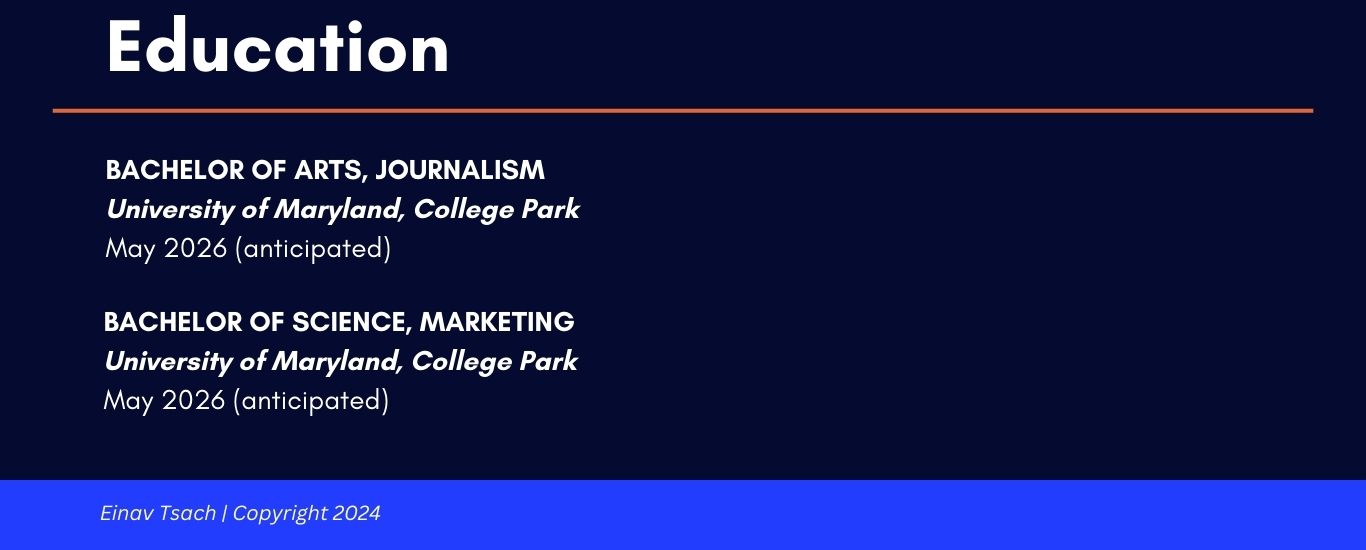 Education
BACHELOR OF ARTS, JOURNALISM
University of Maryland, College Park
May 2026 (anticipated)
BACHELOR OF SCIENCE, MARKETING
University of Maryland, College Park
May 2026 (anticipated)
Einav Tsach | Copyright 2024